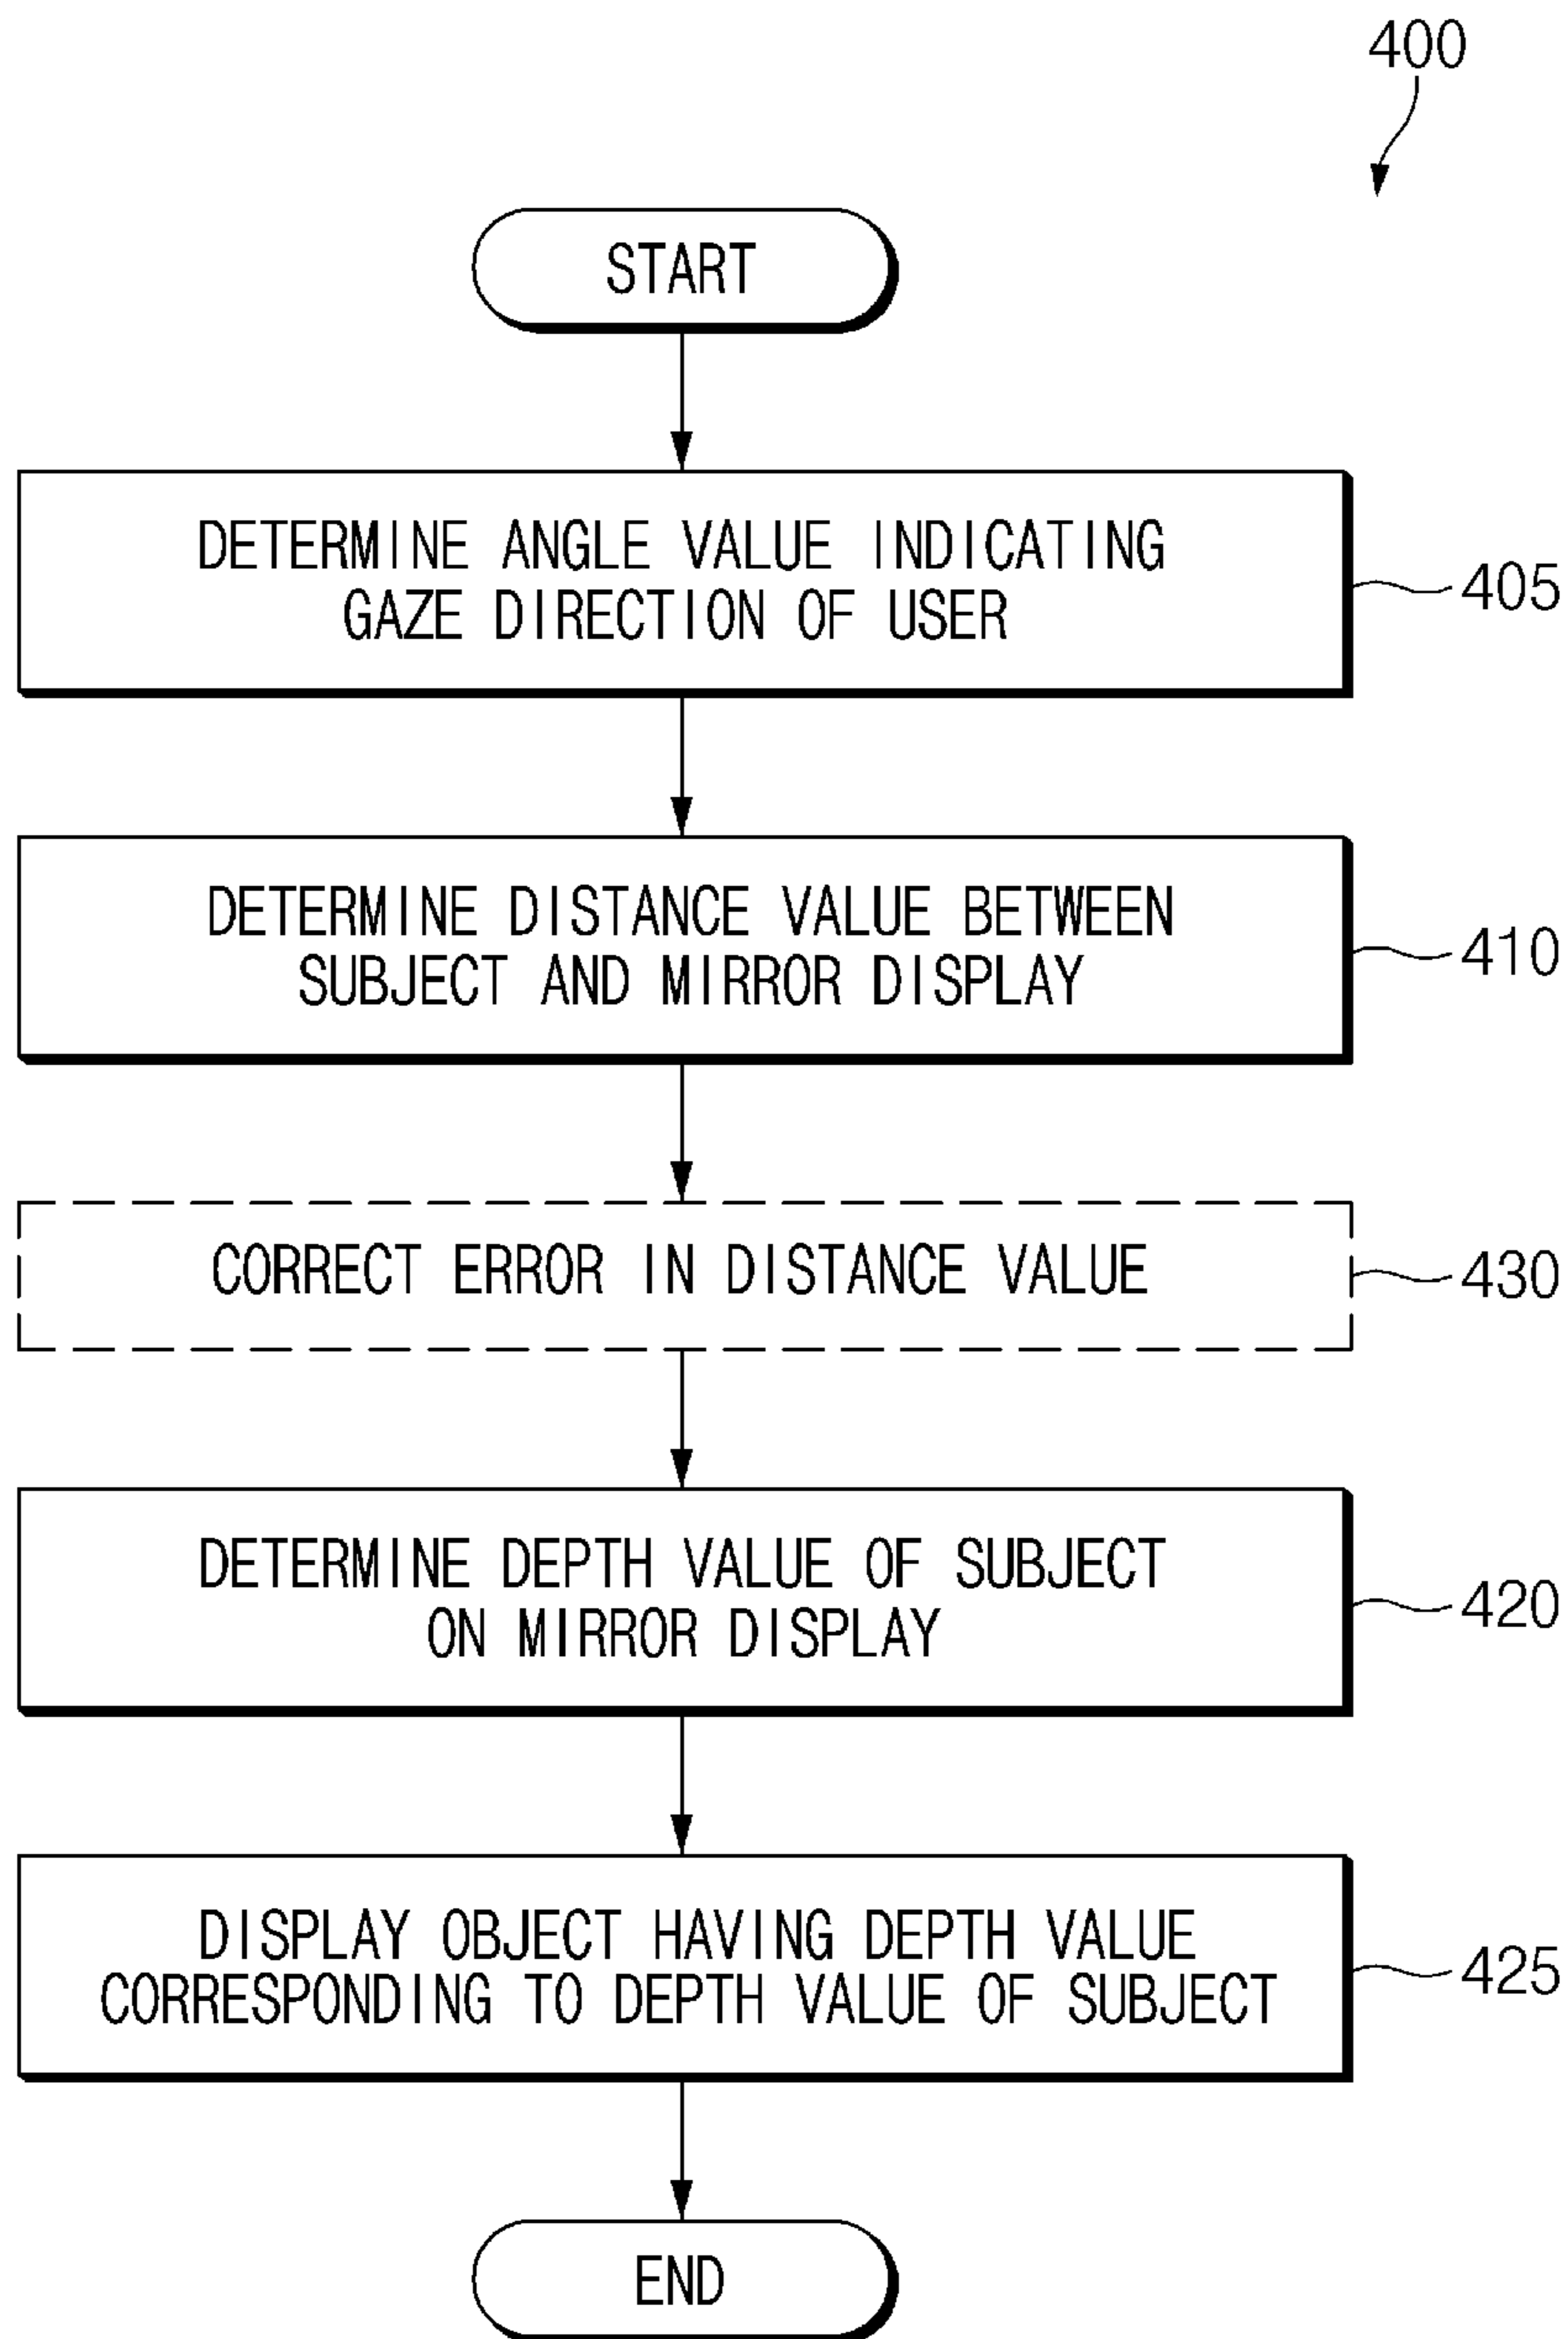 400
START
DETERMINE ANGLE VALUE INDICATING
GAZE DIRECTION OF USER
405
DETERMINE DISTANCE VALUE BETWEEN
SUBJECT AND MIRROR DISPLAY
410
CORRECT ERROR IN DISTANCE VALUE
430
DETERMINE DEPTH VALUE OF SUBJECT
ON MIRROR DISPLAY
420
DISPLAY OBJECT HAVING DEPTH VALUE
CORRESPONDING TO DEPTH VALUE OF SUBJECT
425
END